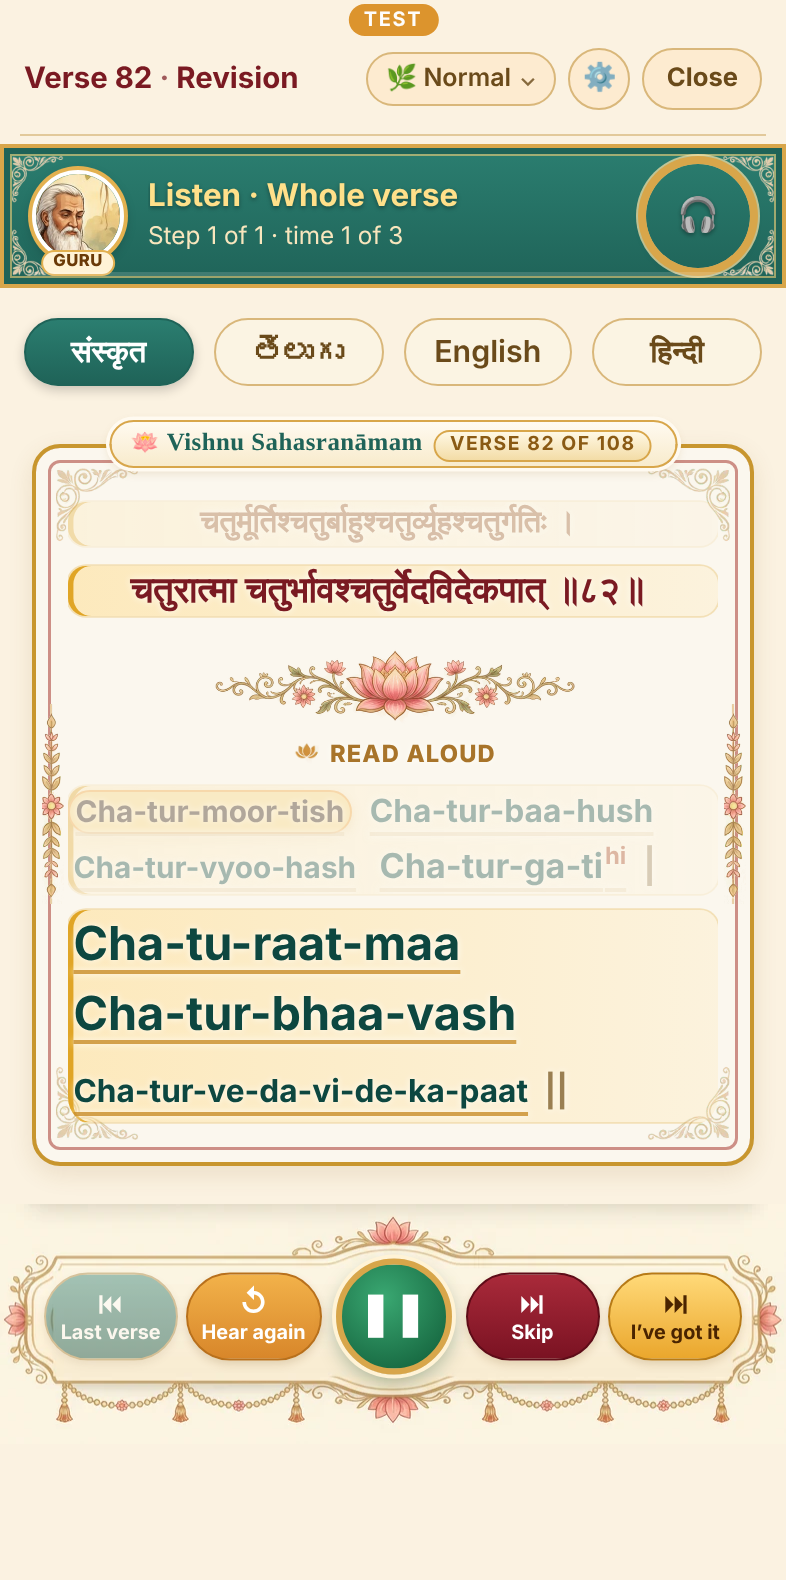 TEST
Verse 82 · Revision
🌿 Normal
Close
Listen · Whole verse
Step 1 of 1 · time 1 of 3
GURU
संस्कृत
తెలుగు
English
हिन्दी
Vishnu Sahasranāmam
VERSE 82 OF 108
चतुर्मूर्तिश्चतुर्बाहुश्चतुर्व्यूहश्चतुर्गतिः ।
चतुरात्मा चतुर्भावश्चतुर्वेदविदेकपात् ॥८२॥
READ ALOUD
Cha-tur-moor-tish Cha-tur-baa-hush
Cha-tur-vyoo-hash Cha-tur-ga-tihi |
Cha-tu-raat-maa
Cha-tur-bhaa-vash
Cha-tur-ve-da-vi-de-ka-paat ||
Last verse
Hear again
Skip
I’ve got it